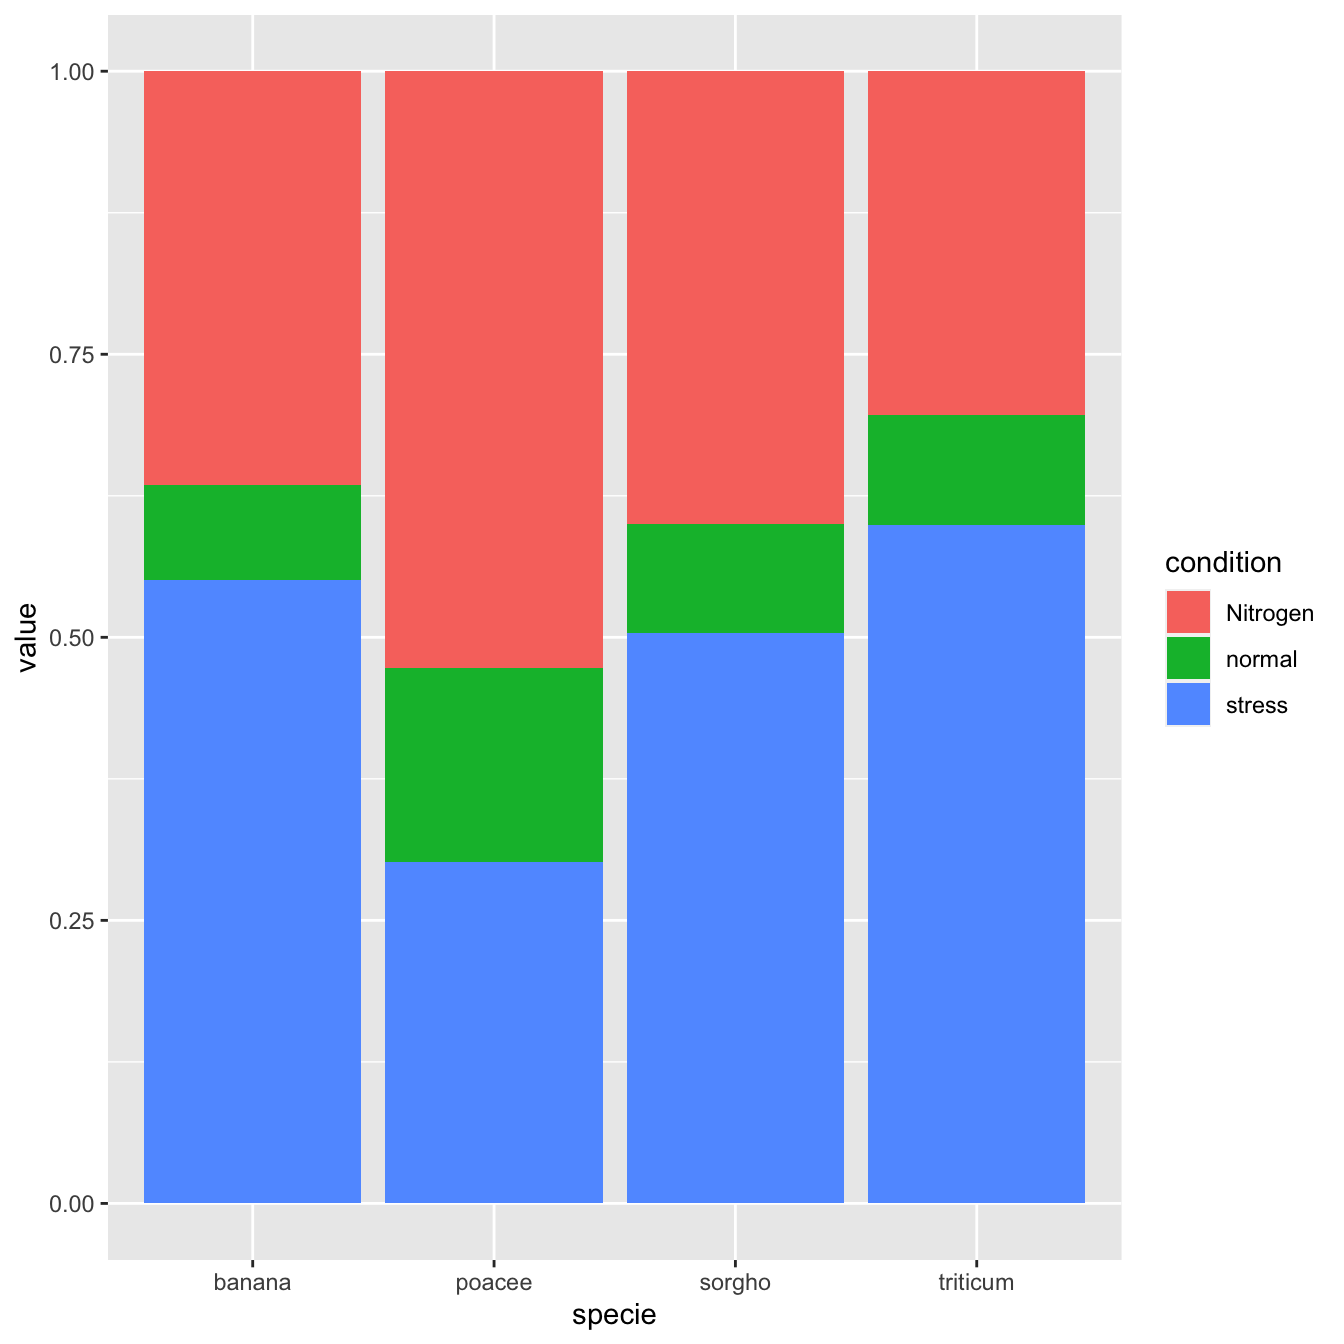 1.00
0.75
0.50
0.25
0.00
value
banana
poacee
sorgho
triticum
specie
condition
Nitrogen
normal
stress